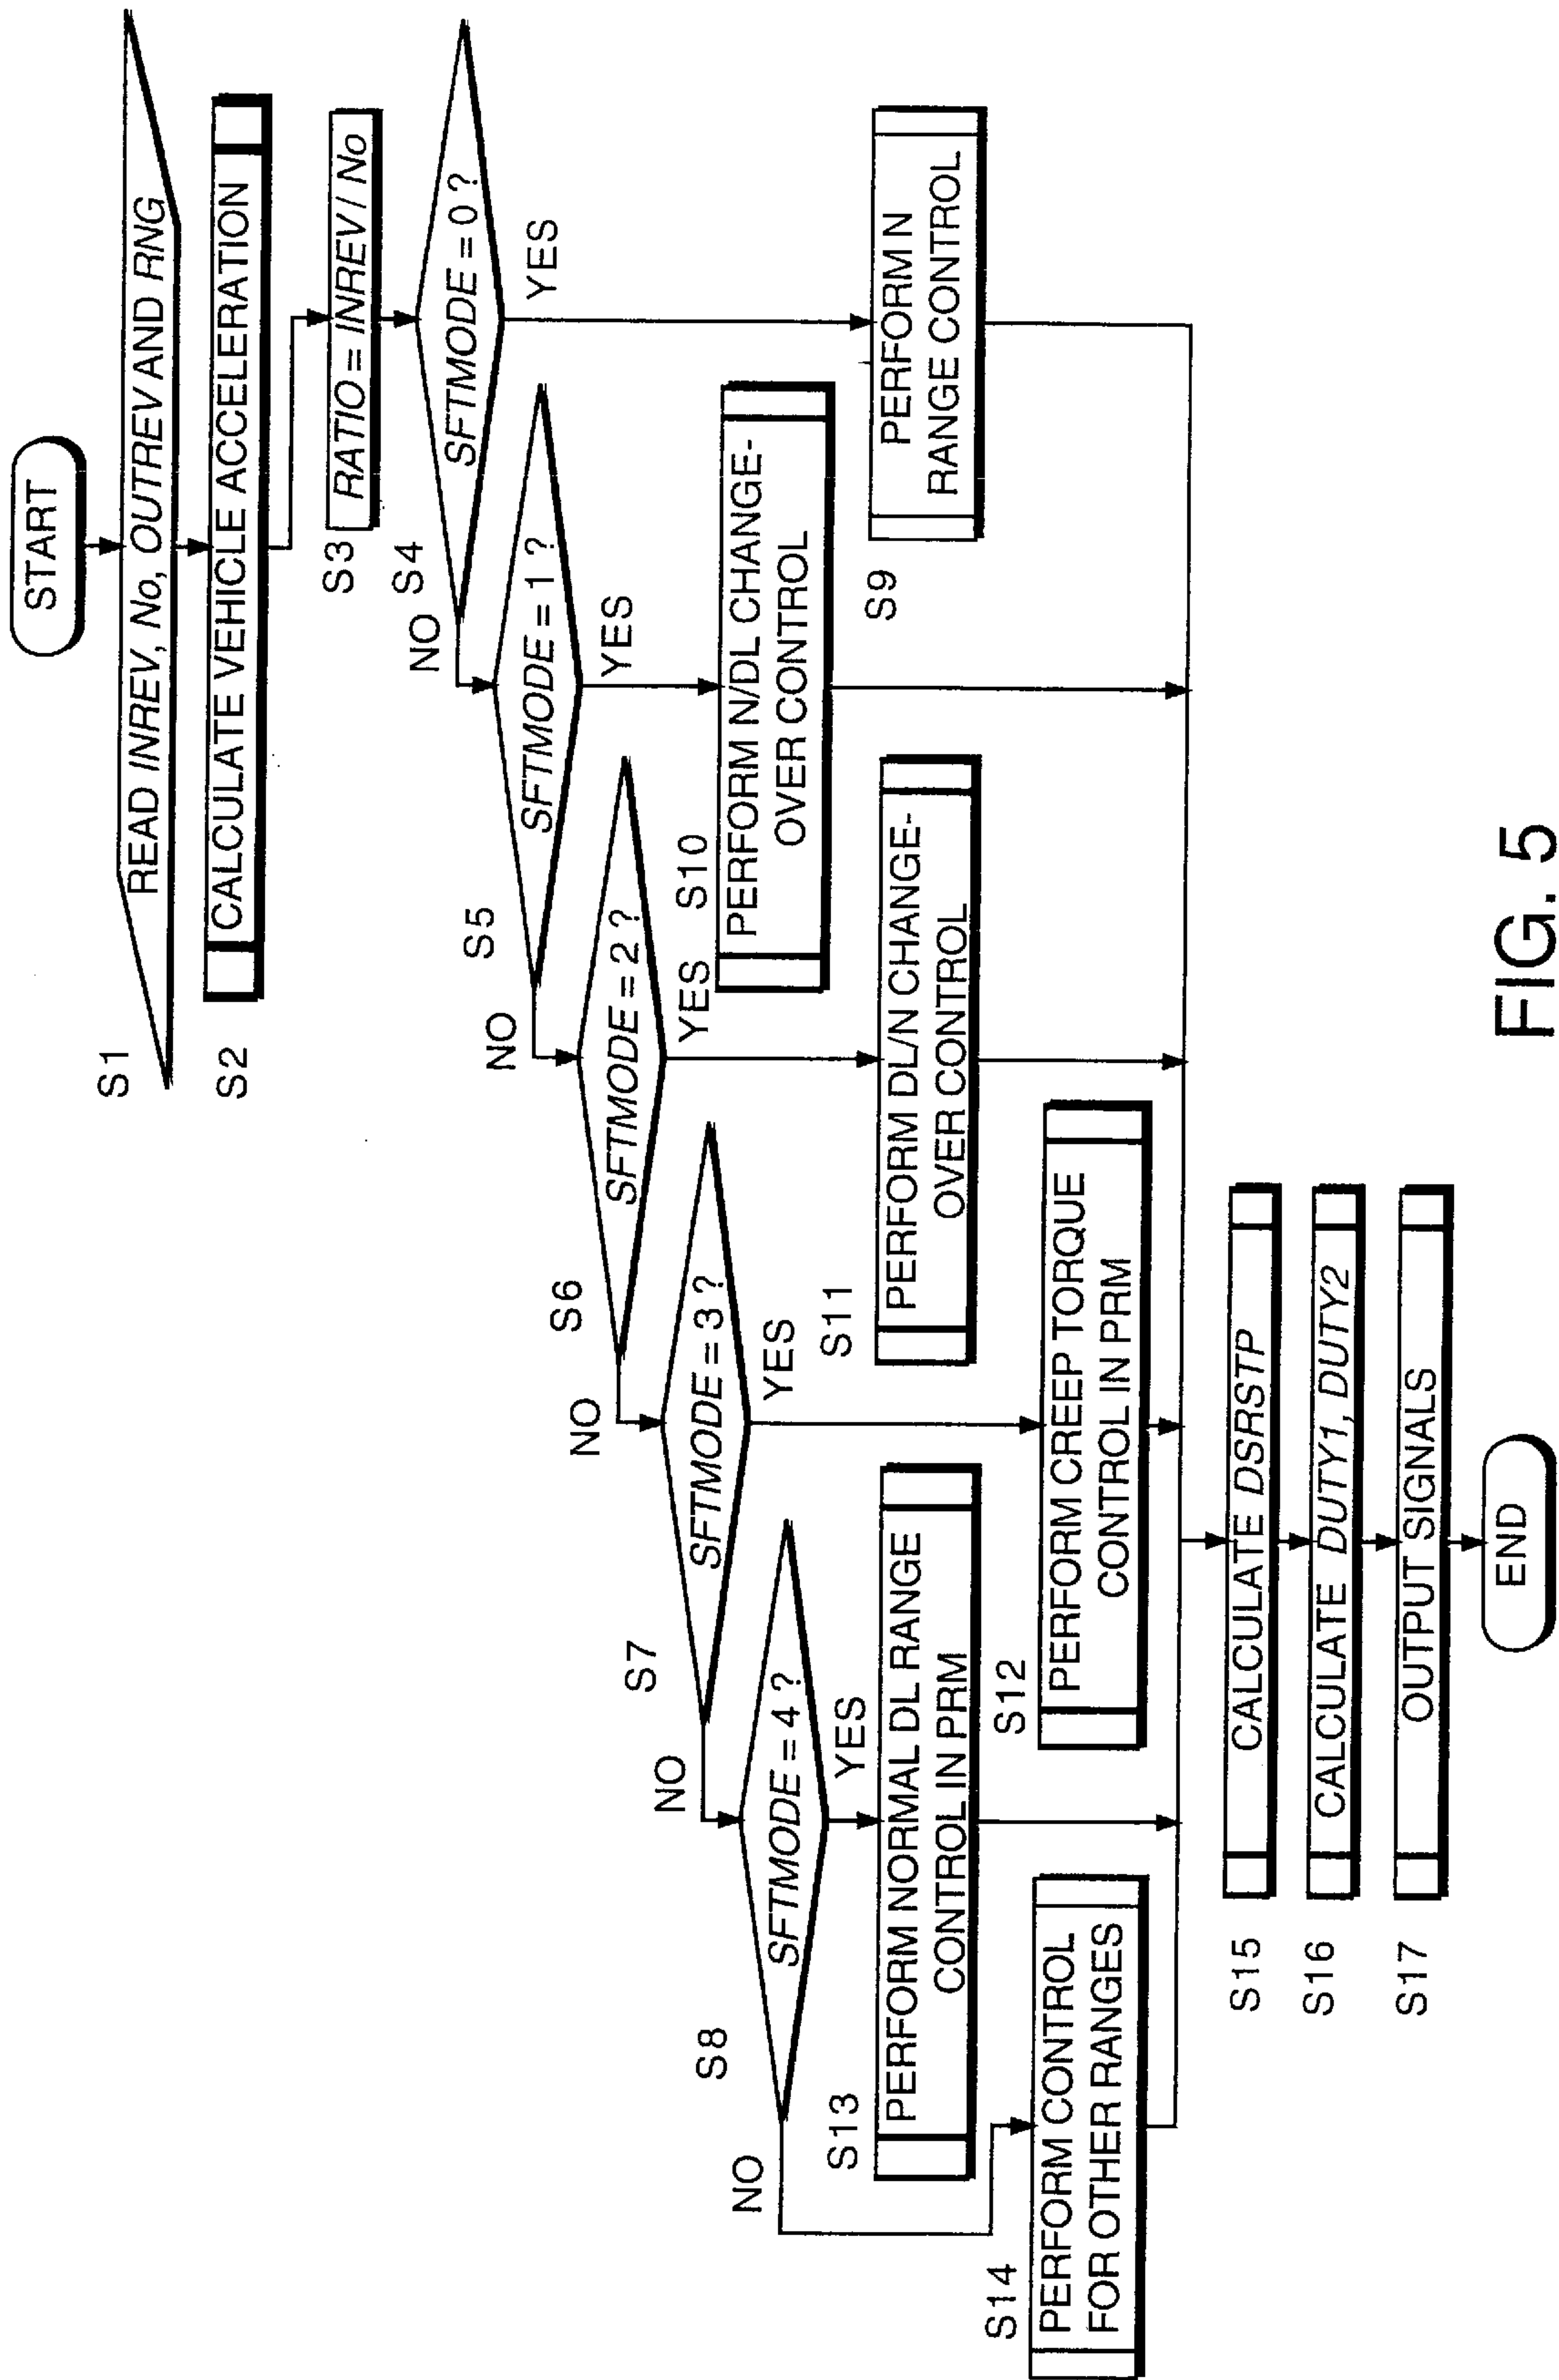 START
S1
READ INREV, No, OUTREV AND RNG
S2
CALCULATE VEHICLE ACCELERATION
S3
RATIO = INREV / No
S4
SFTMODE = 0 ?
NO
YES
S5
SFTMODE = 1 ?
NO
YES
S6
SFTMODE = 2 ?
NO
YES
S7
SFTMODE = 3 ?
NO
YES
S8
SFTMODE = 4 ?
NO
YES
S9
PERFORM N
RANGE CONTROL
S10
PERFORM N/DL CHANGE-
OVER CONTROL
S11
PERFORM DL/N CHANGE-
OVER CONTROL
S12
PERFORM CREEP TORQUE
CONTROL IN PRM
S13
PERFORM NORMAL DL RANGE
CONTROL IN PRM
S14
PERFORM CONTROL
FOR OTHER RANGES
S15
CALCULATE DSRSTP
S16
CALCULATE DUTY1, DUTY2
S17
OUTPUT SIGNALS
END
FIG. 5